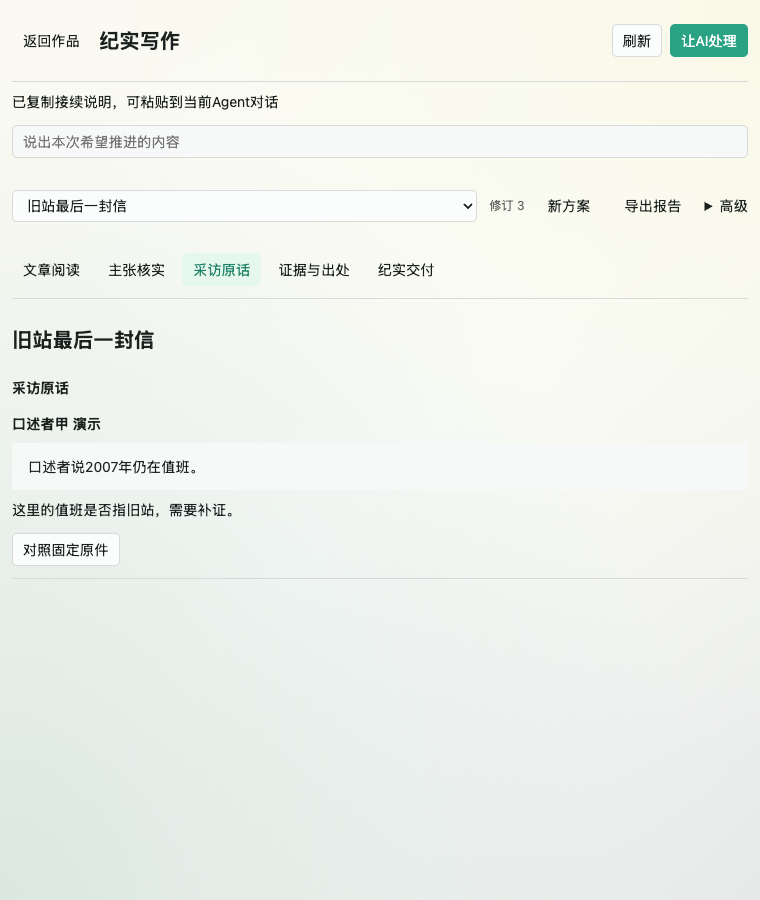 返回作品 纪实写作 刷新 让AI处理
已复制接续说明，可粘贴到当前Agent对话
说出本次希望推进的内容
旧站最后一封信 修订 3 新方案 导出报告 ▶ 高级
文章阅读 主张核实 采访原话 证据与出处 纪实交付
旧站最后一封信
采访原话
口述者甲 演示
口述者说2007年仍在值班。
这里的值班是否指旧站，需要补证。
对照固定原件